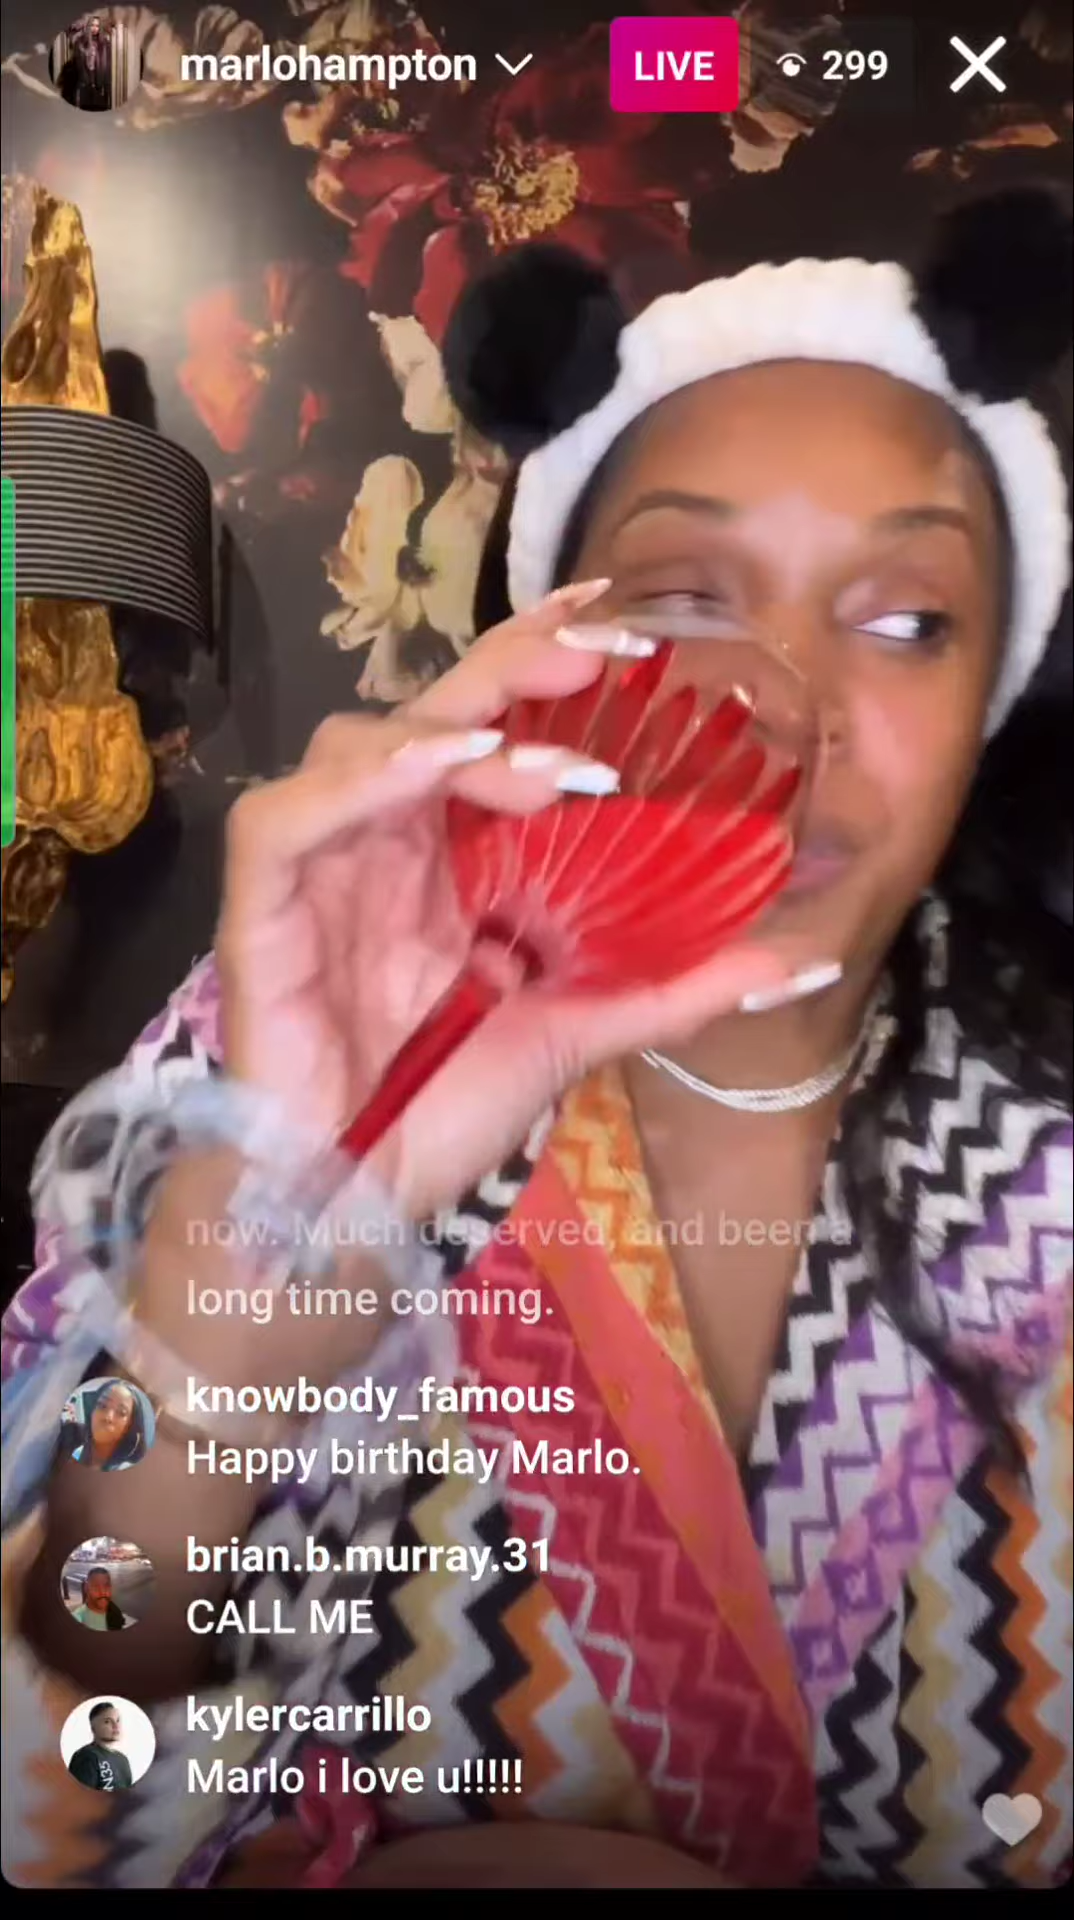 marlohampton
LIVE
299
now. Much deserved, and been a
long time coming.
knowbody_famous
Happy birthday Marlo.
brian.b.murray.31
CALL ME
kylercarrillo
Marlo i love u!!!!!
N35